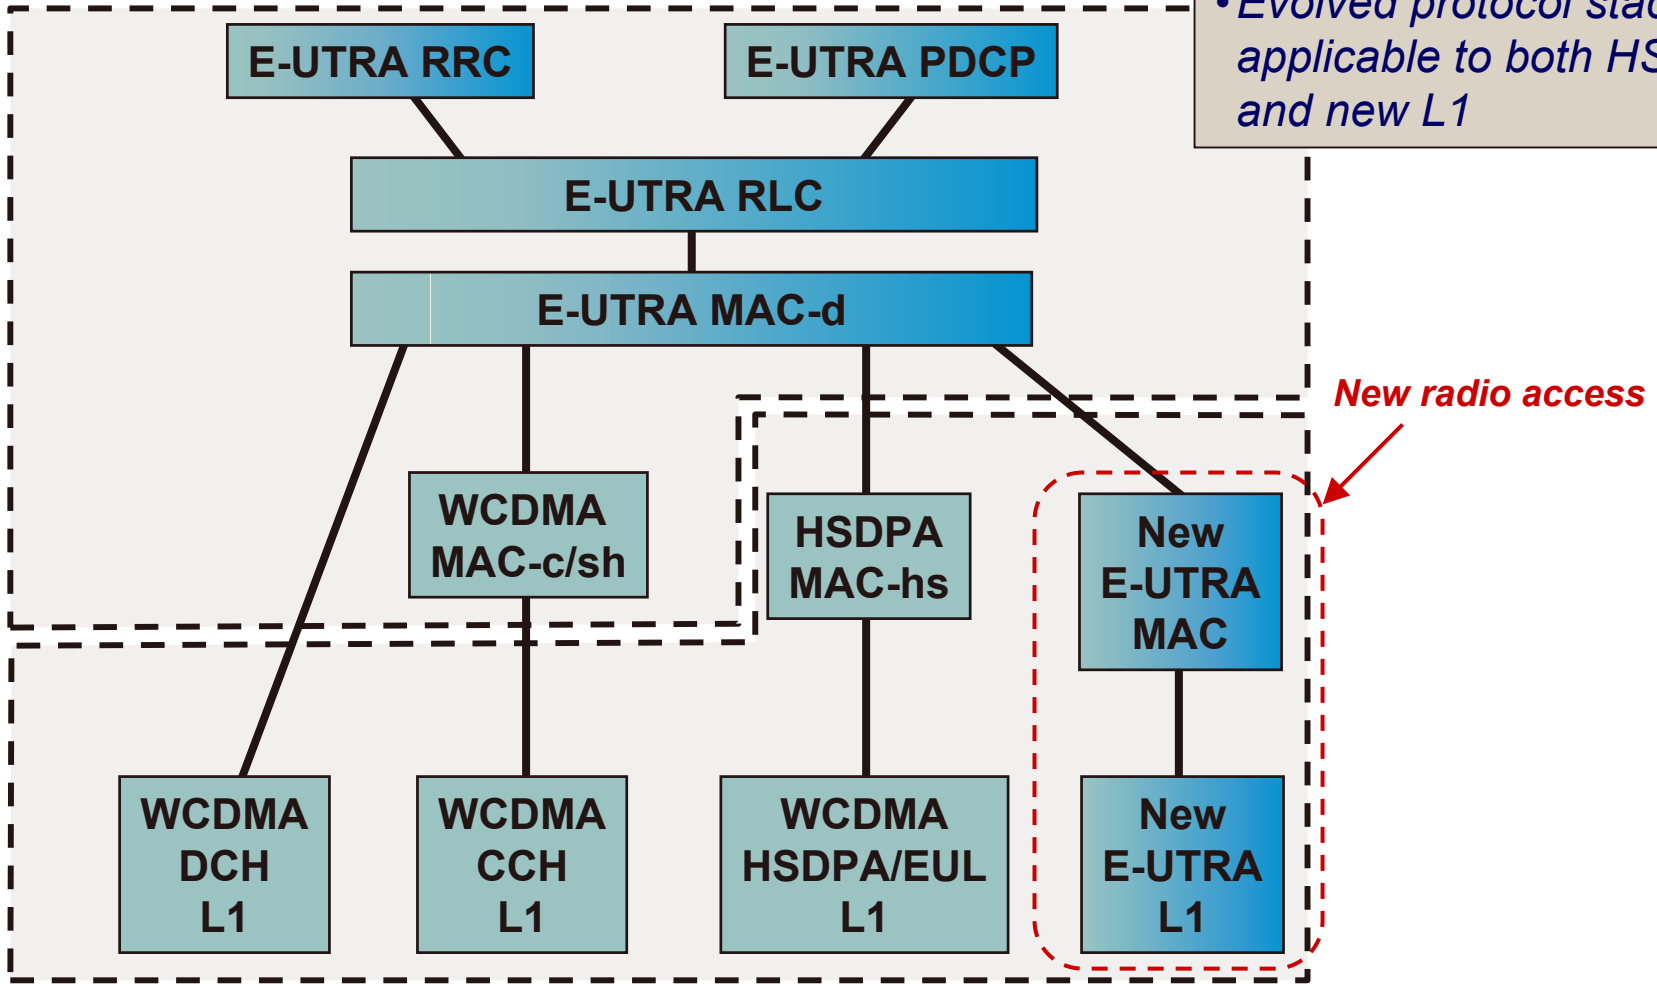 • Evolved protocol
applicable to both
and new L1
E-UTRA RRC
E-UTRA PDCP
E-UTRA RLC
E-UTRA MAC-d
New radio access
WCDMA
MAC-c/sh
HSDPA
MAC-hs
New
E-UTRA
MAC
WCDMA
DCH
L1
WCDMA
CCH
L1
WCDMA
HSDPA/EUL
L1
New
E-UTRA
L1